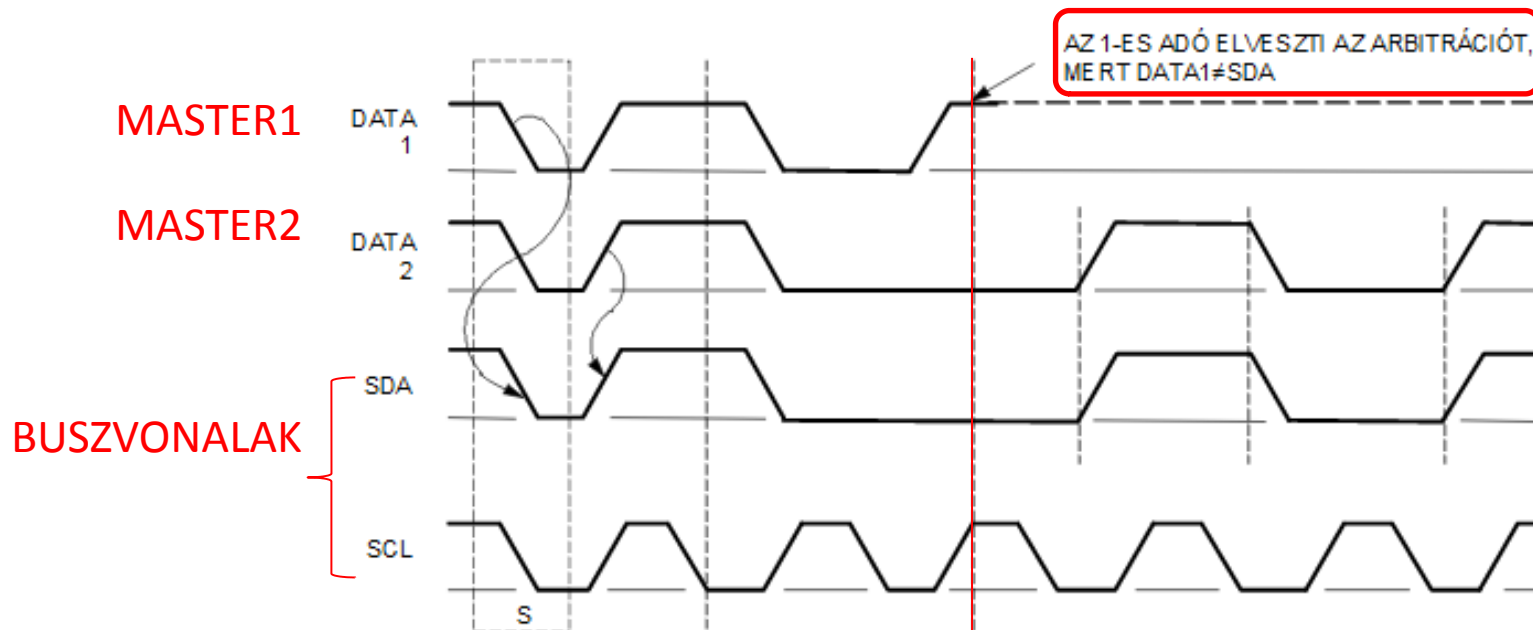 AZ 1-ES ADÓ ELVESZTI AZ ARBITRÁCIÓT,
MERT DATA1≠SDA
MASTER1
DATA
1
MASTER2
DATA
2
SDA
BUSZVONALAK
SCL
S